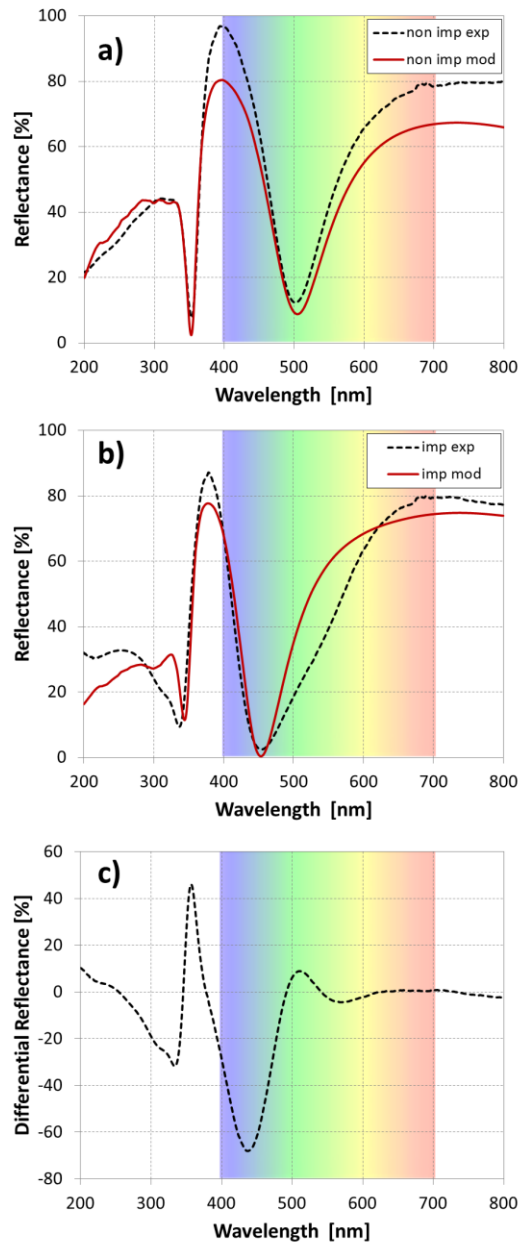 a)
non imp exp
non imp mod
Reflectance [%]
100
80
60
40
20
0
200 300 400 500 600 700 800
Wavelength [nm]
b)
imp exp
imp mod
Reflectance [%]
100
80
60
40
20
0
200 300 400 500 600 700 800
Wavelength [nm]
c)
Differential Reflectance [%]
60
40
20
0
-20
-40
-60
-80
200 300 400 500 600 700 800
Wavelength [nm]